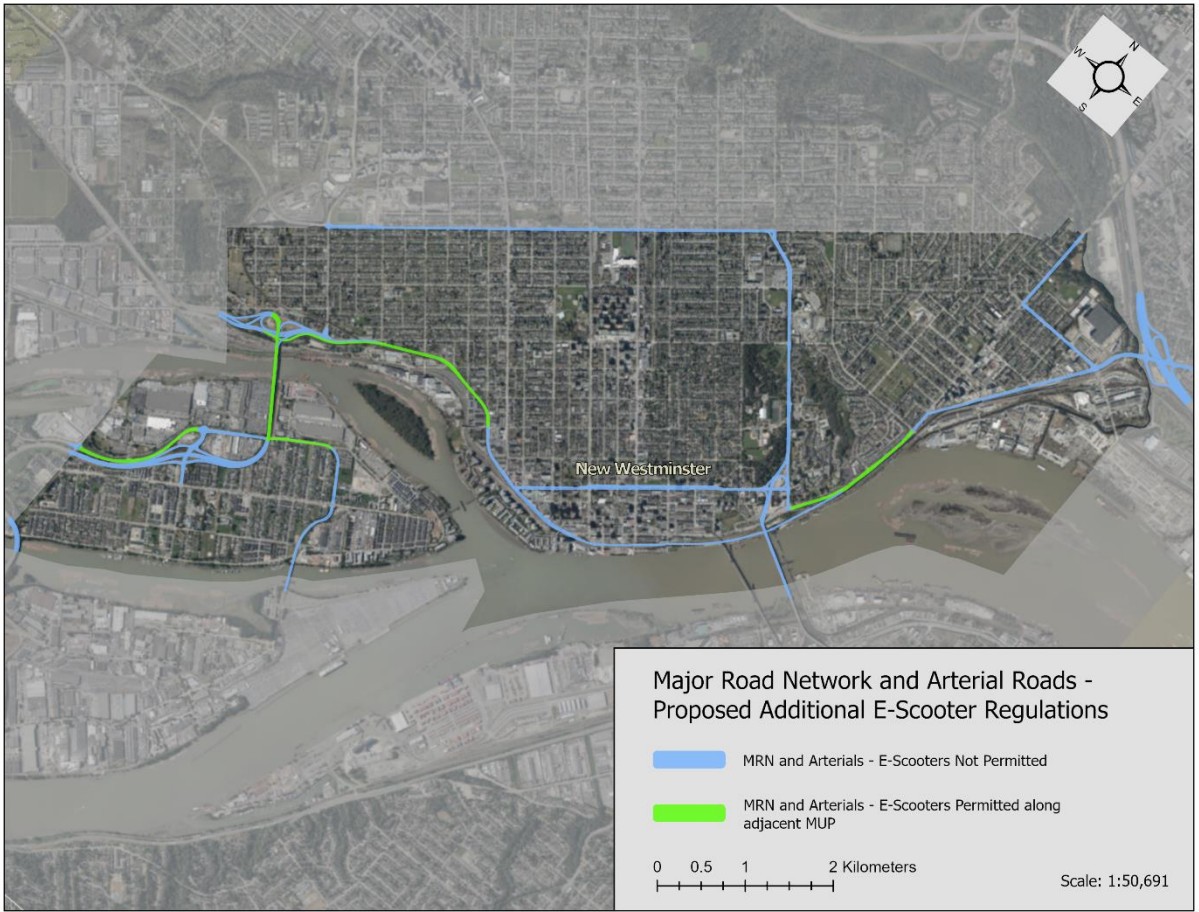 N
W
E
S
New Westminster
Major Road Network and Arterial Roads -
Proposed Additional E-Scooter Regulations
MRN and Arterials - E-Scooters Not Permitted
MRN and Arterials - E-Scooters Permitted along
adjacent MUP
0 0.5 1 2 Kilometers
Scale: 1:50,691